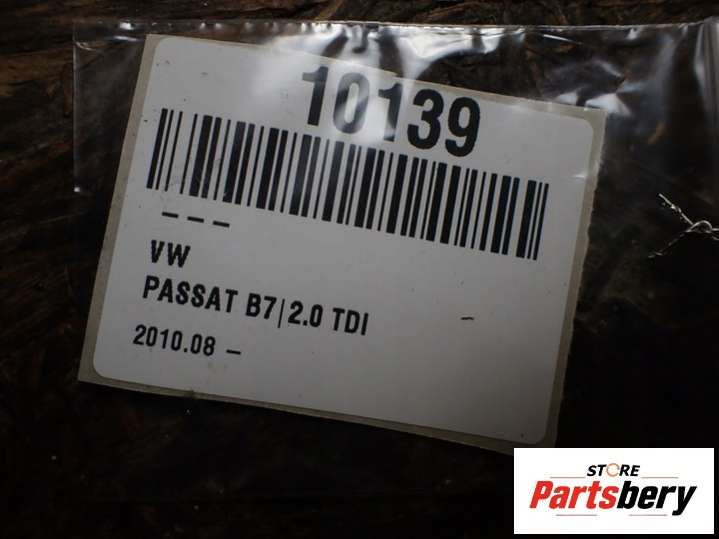 10139
– – –
VW
PASSAT B7|2.0 TDI
2010.08 –
STORE
Partsbery